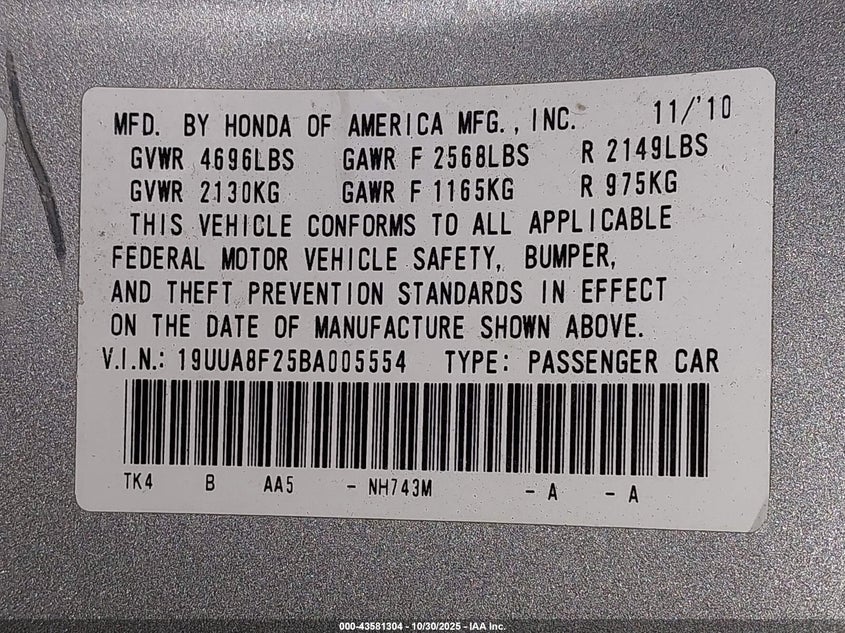 MFD. BY HONDA OF AMERICA MFG., INC. 11/'10
GVWR 4696LBS GAWR F 2568LBS R 2149LBS
GVWR 2130KG GAWR F 1165KG R 975KG
THIS VEHICLE CONFORMS TO ALL APPLICABLE
FEDERAL MOTOR VEHICLE SAFETY, BUMPER,
AND THEFT PREVENTION STANDARDS IN EFFECT
ON THE DATE OF MANUFACTURE SHOWN ABOVE.
V.I.N.: 19UUA8F25BA005554 TYPE: PASSENGER CAR
TK4 B AA5 - NH743M - A - A
000-43581304 - 10/30/2025 - IAA Inc.